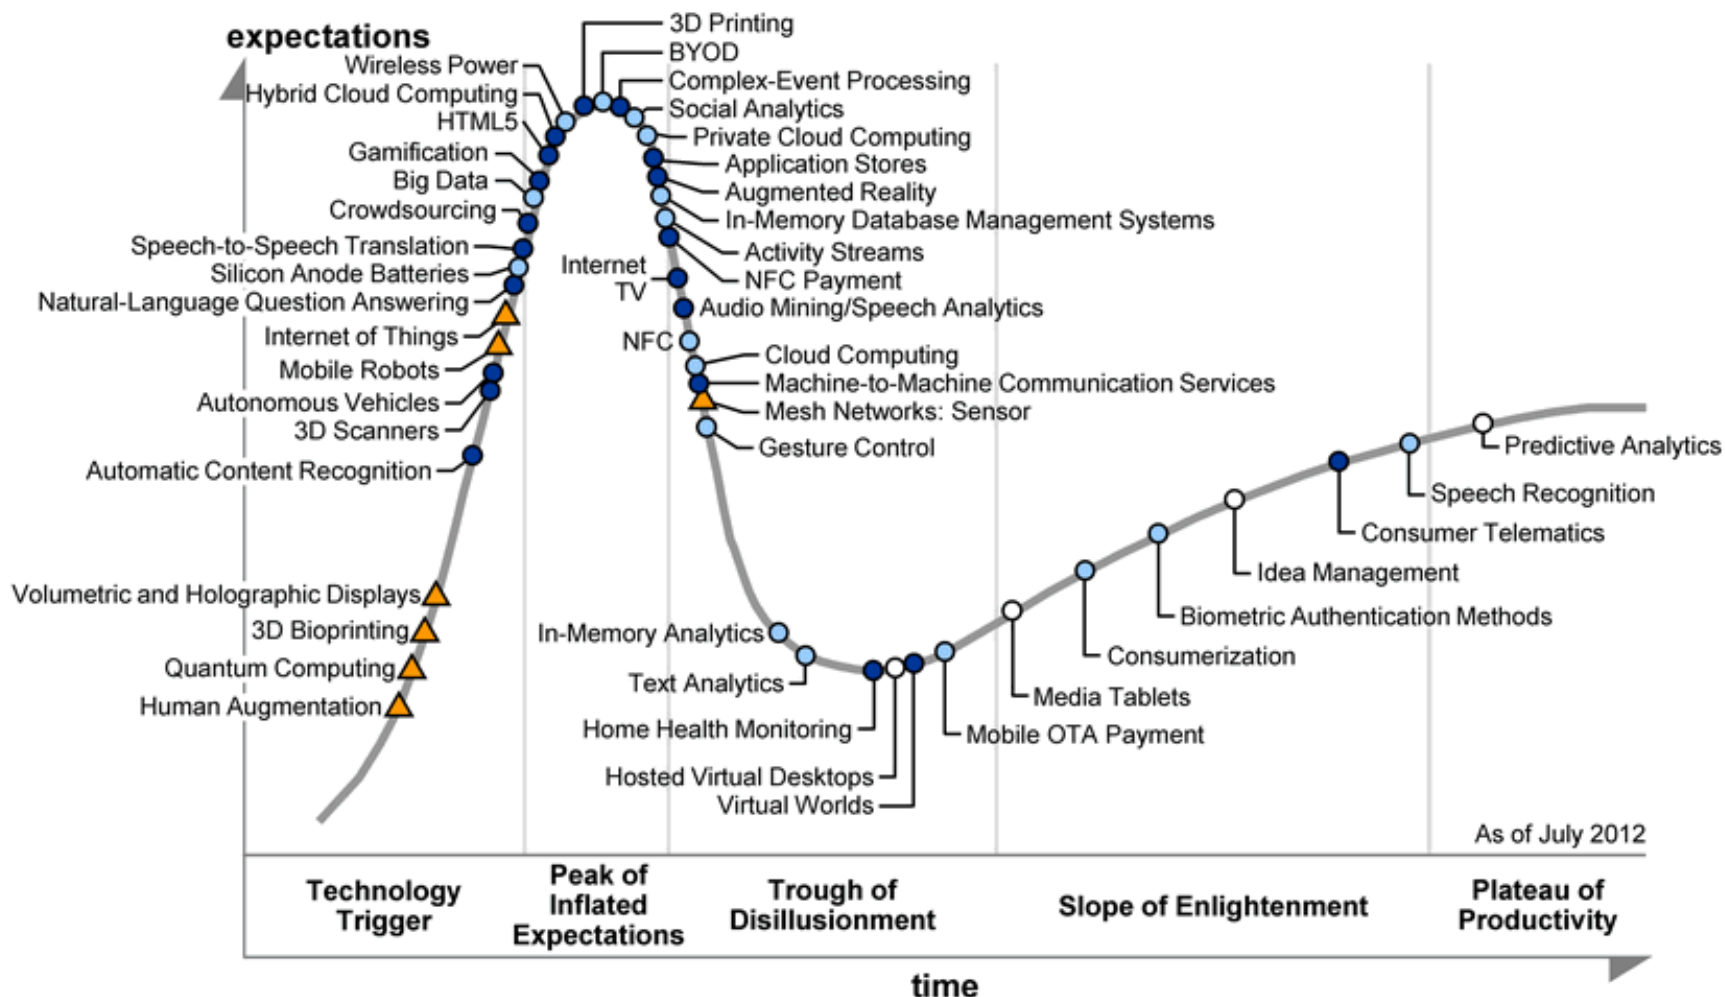 expectations
3D Printing
BYOD
Wireless Power
Complex-Event Processing
Hybrid Cloud Computing
Social Analytics
HTML5
Private Cloud Computing
Gamification
Application Stores
Big Data
Augmented Reality
Crowdsourcing
In-Memory Database Management Systems
Speech-to-Speech Translation
Activity Streams
Silicon Anode Batteries
Internet
TV
NFC Payment
Natural-Language Question Answering
Audio Mining/Speech Analytics
Internet of Things
NFC
Cloud Computing
Mobile Robots
Machine-to-Machine Communication Services
Autonomous Vehicles
Mesh Networks: Sensor
3D Scanners
Gesture Control
Predictive Analytics
Automatic Content Recognition
Speech Recognition
Consumer Telematics
Idea Management
Volumetric and Holographic Displays
Biometric Authentication Methods
3D Bioprinting
In-Memory Analytics
Consumerization
Quantum Computing
Text Analytics
Media Tablets
Human Augmentation
Home Health Monitoring
Mobile OTA Payment
Hosted Virtual Desktops
Virtual Worlds
As of July 2012
Technology
Trigger
Peak of
Inflated
Expectations
Trough of
Disillusionment
Slope of Enlightenment
Plateau of
Productivity
time